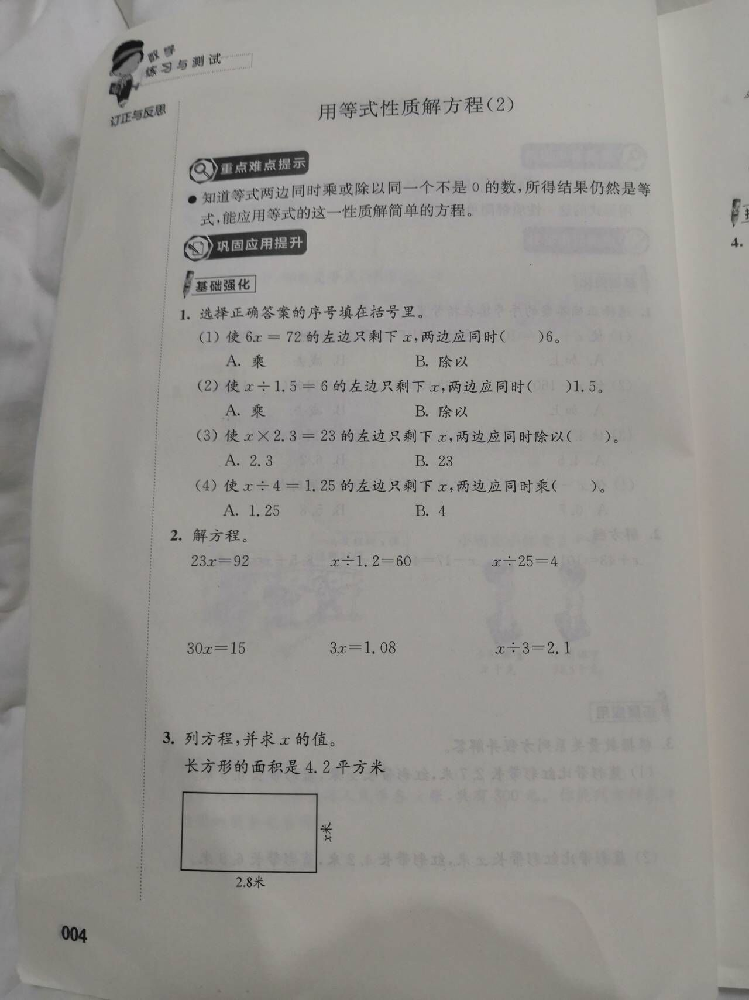 数学
练习与测试
订正与反思
用等式性质解方程(2)
重点难点提示
● 知道等式两边同时乘或除以同一个不是 0 的数,所得结果仍然是等
式,能应用等式的这一性质解简单的方程。
巩固应用提升
基础强化
1. 选择正确答案的序号填在括号里。
(1) 使 6x = 72 的左边只剩下 x,两边应同时(  )6。
A. 乘 B. 除以
(2) 使 x÷1.5 = 6 的左边只剩下 x,两边应同时(  )1.5。
A. 乘 B. 除以
(3) 使 x×2.3 = 23 的左边只剩下 x,两边应同时除以(  )。
A. 2.3 B. 23
(4) 使 x÷4 = 1.25 的左边只剩下 x,两边应同时乘(  )。
A. 1.25 B. 4
2. 解方程。
23x=92 x÷1.2=60 x÷25=4
30x=15 3x=1.08 x÷3=2.1
3. 列方程,并求 x 的值。
长方形的面积是 4.2 平方米
x米
2.8米
004
4.